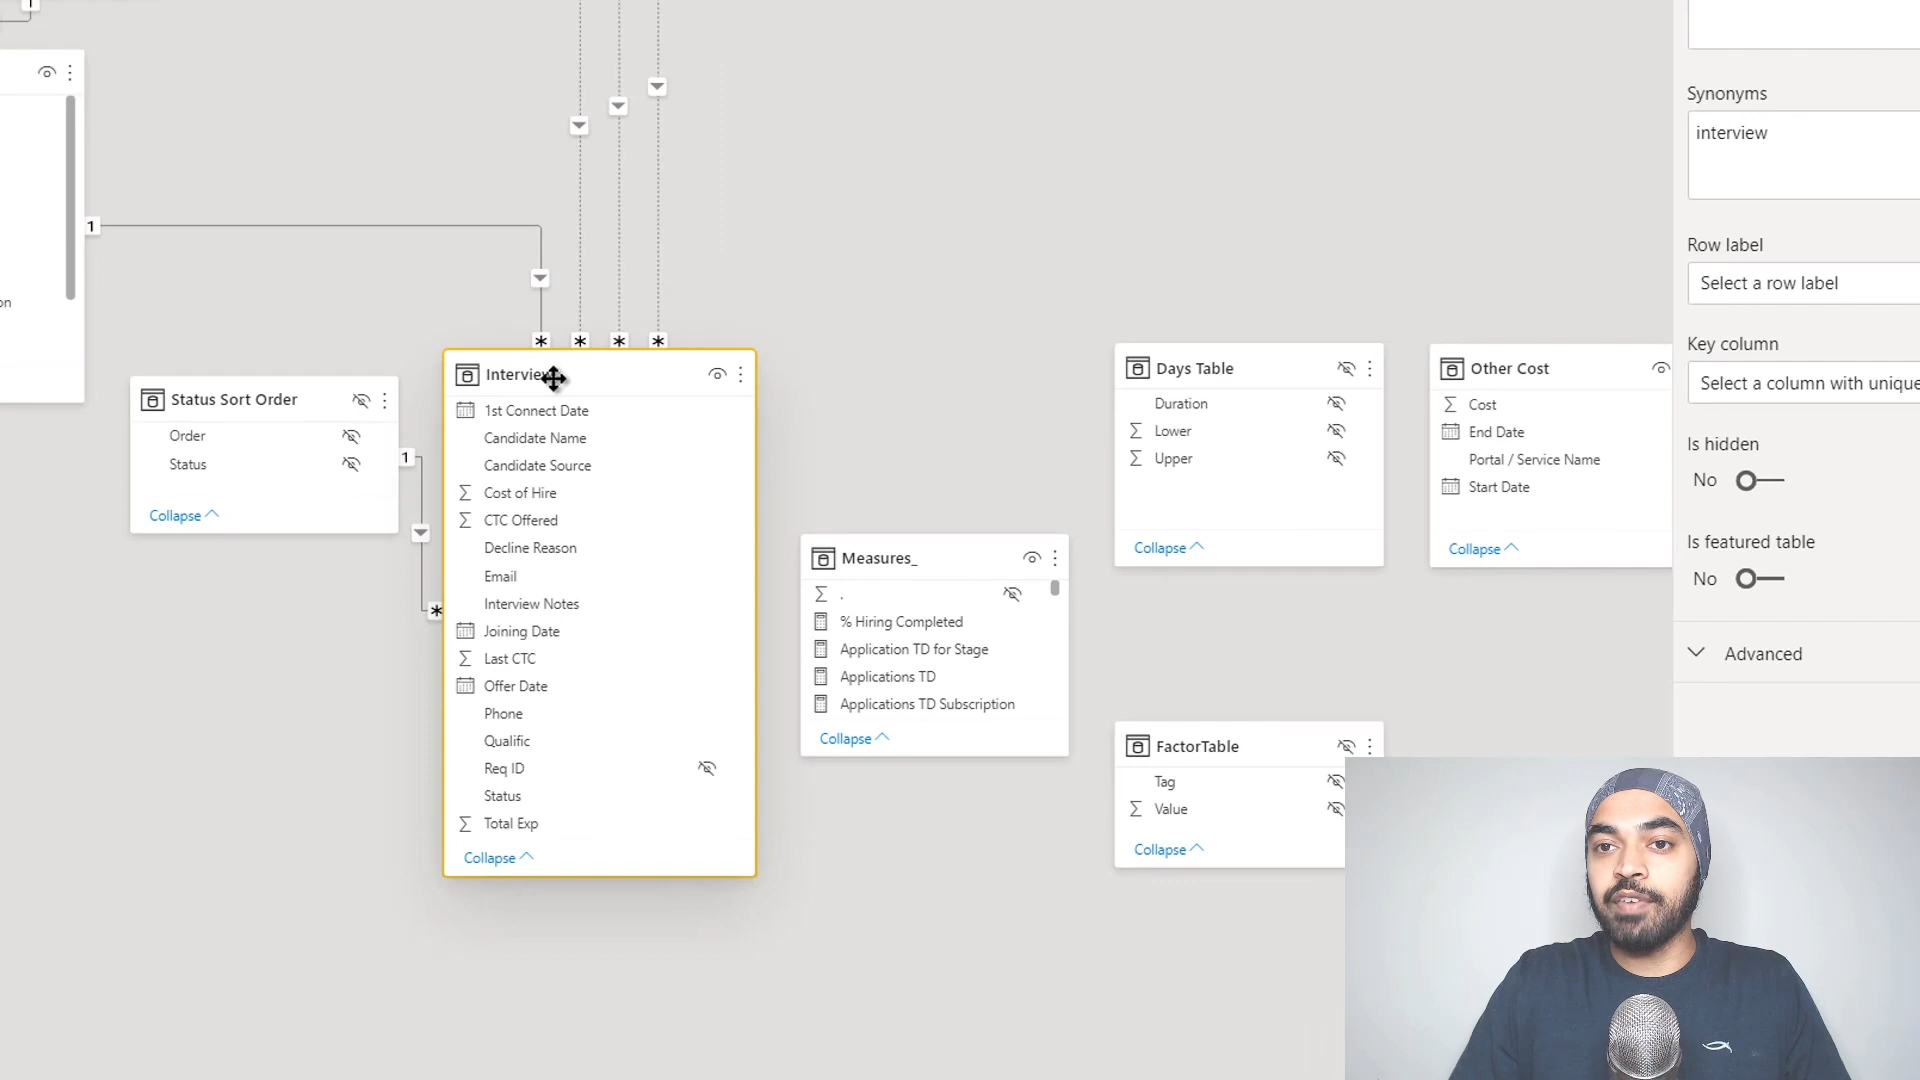 1
on
1
* * * *
Status Sort Order
Order
Status
Collapse
1
*
Interview
1st Connect Date
Candidate Name
Candidate Source
Cost of Hire
CTC Offered
Decline Reason
Email
Interview Notes
Joining Date
Last CTC
Offer Date
Phone
Qualific
Req ID
Status
Total Exp
Collapse
Measures_
.
% Hiring Completed
Application TD for Stage
Applications TD
Applications TD Subscription
Collapse
Days Table
Duration
Lower
Upper
Collapse
FactorTable
Tag
Value
Collapse
Other Cost
Cost
End Date
Portal / Service Name
Start Date
Collapse
Synonyms
interview
Row label
Select a row label
Key column
Select a column with unique
Is hidden
No
Is featured table
No
Advanced